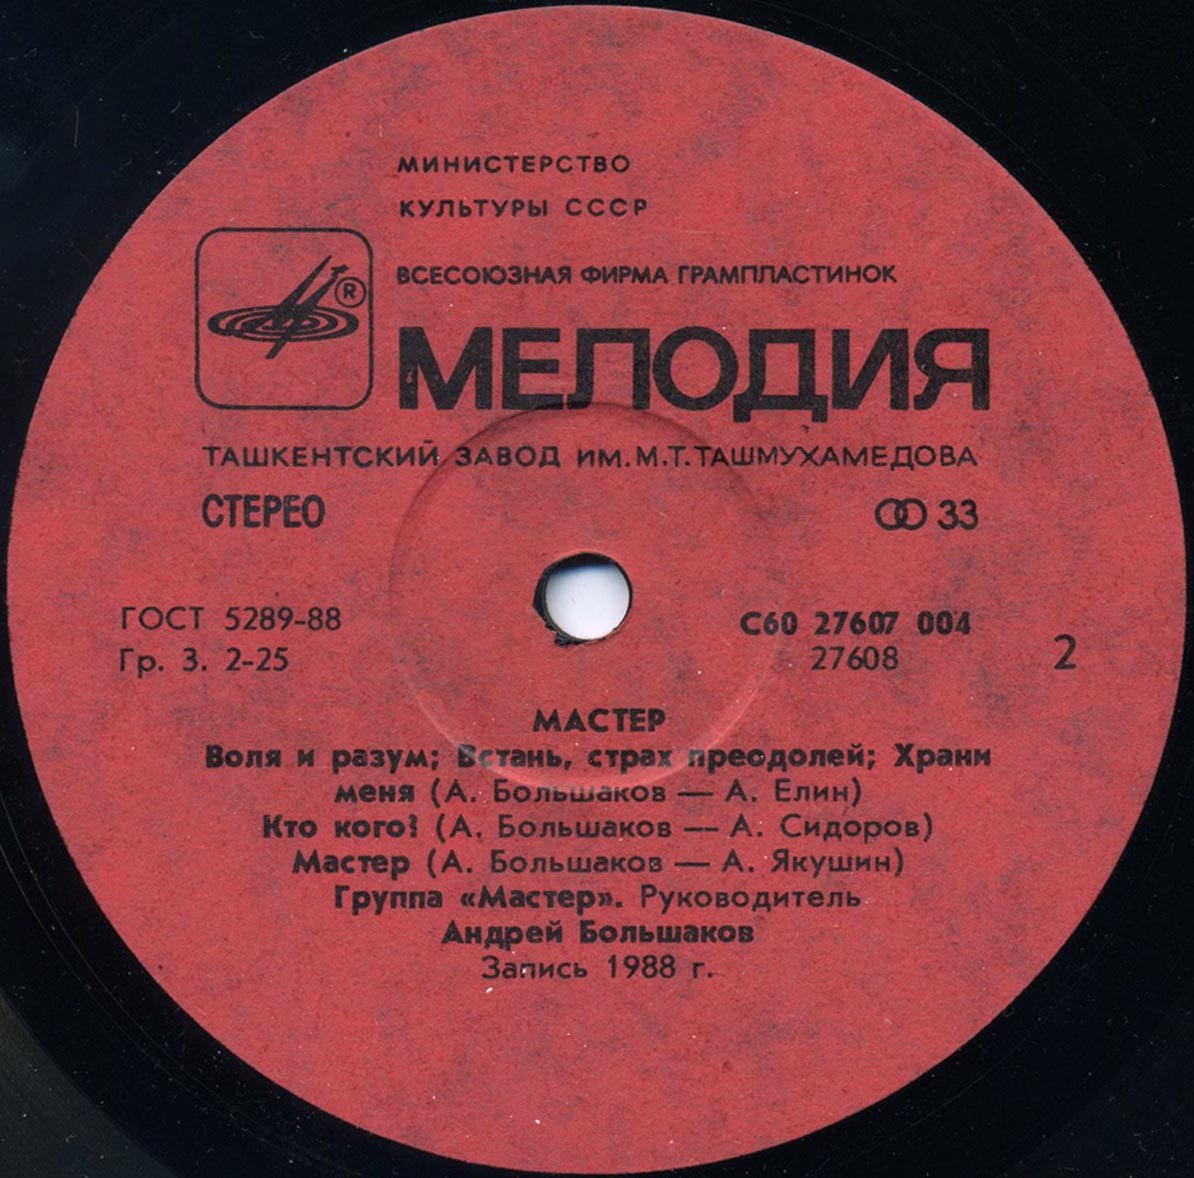 МИНИСТЕРСТВО
КУЛЬТУРЫ СССР
ВСЕСОЮЗНАЯ ФИРМА ГРАМПЛАСТИНОК
®
МЕЛОДИЯ
ТАШКЕНТСКИЙ ЗАВОД ИМ. М.Т. ТАШМУХАМЕДОВА
СТЕРЕО 33
ГОСТ 5289-88 С60 27607 004
Гр. 3. 2-25 27608 2
МАСТЕР
Воля и разум; Встань, страх преодолей; Храни
меня (А. Большаков — А. Елин)
Кто кого? (А. Большаков — А. Сидоров)
Мастер (А. Большаков — А. Якушин)
Группа «Мастер». Руководитель
Андрей Большаков
Запись 1988 г.